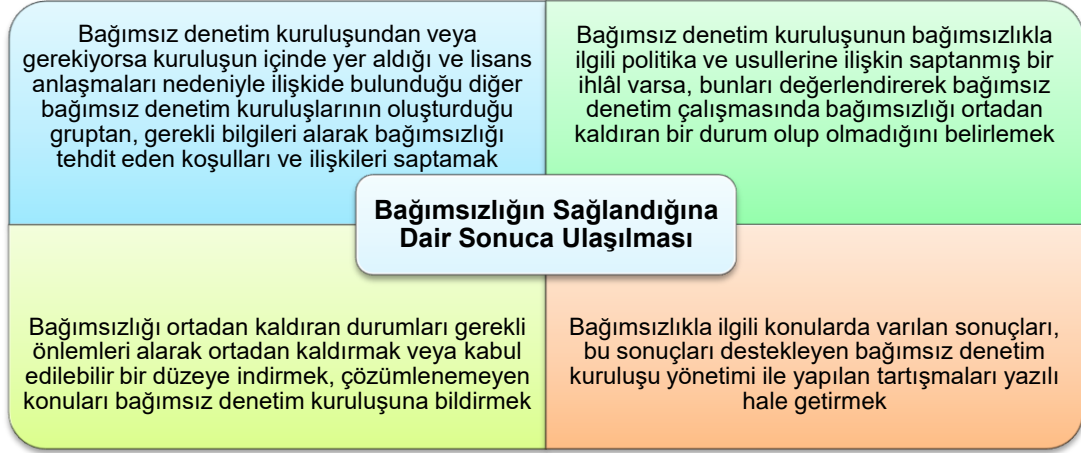 Bağımsız denetim kuruluşundan veya
gerekiyorsa kuruluşun içinde yer aldığı ve lisans
anlaşmaları nedeniyle ilişkide bulunduğu diğer
bağımsız denetim kuruluşlarının oluşturduğu
gruptan, gerekli bilgileri alarak bağımsızlığı
tehdit eden koşulları ve ilişkileri saptamak
Bağımsız denetim kuruluşunun bağımsızlıkla
ilgili politika ve usullerine ilişkin saptanmış bir
ihlâl varsa, bunları değerlendirerek bağımsız
denetim çalışmasında bağımsızlığı ortadan
kaldıran bir durum olup olmadığını belirlemek
Bağımsızlığın Sağlandığına
Dair Sonuca Ulaşılması
Bağımsızlığı ortadan kaldıran durumları gerekli
önlemleri alarak ortadan kaldırmak veya kabul
edilebilir bir düzeye indirmek, çözümlenemeyen
konuları bağımsız denetim kuruluşuna bildirmek
Bağımsızlıkla ilgili konularda varılan sonuçları,
bu sonuçları destekleyen bağımsız denetim
kuruluşu yönetimi ile yapılan tartışmaları yazılı
hale getirmek